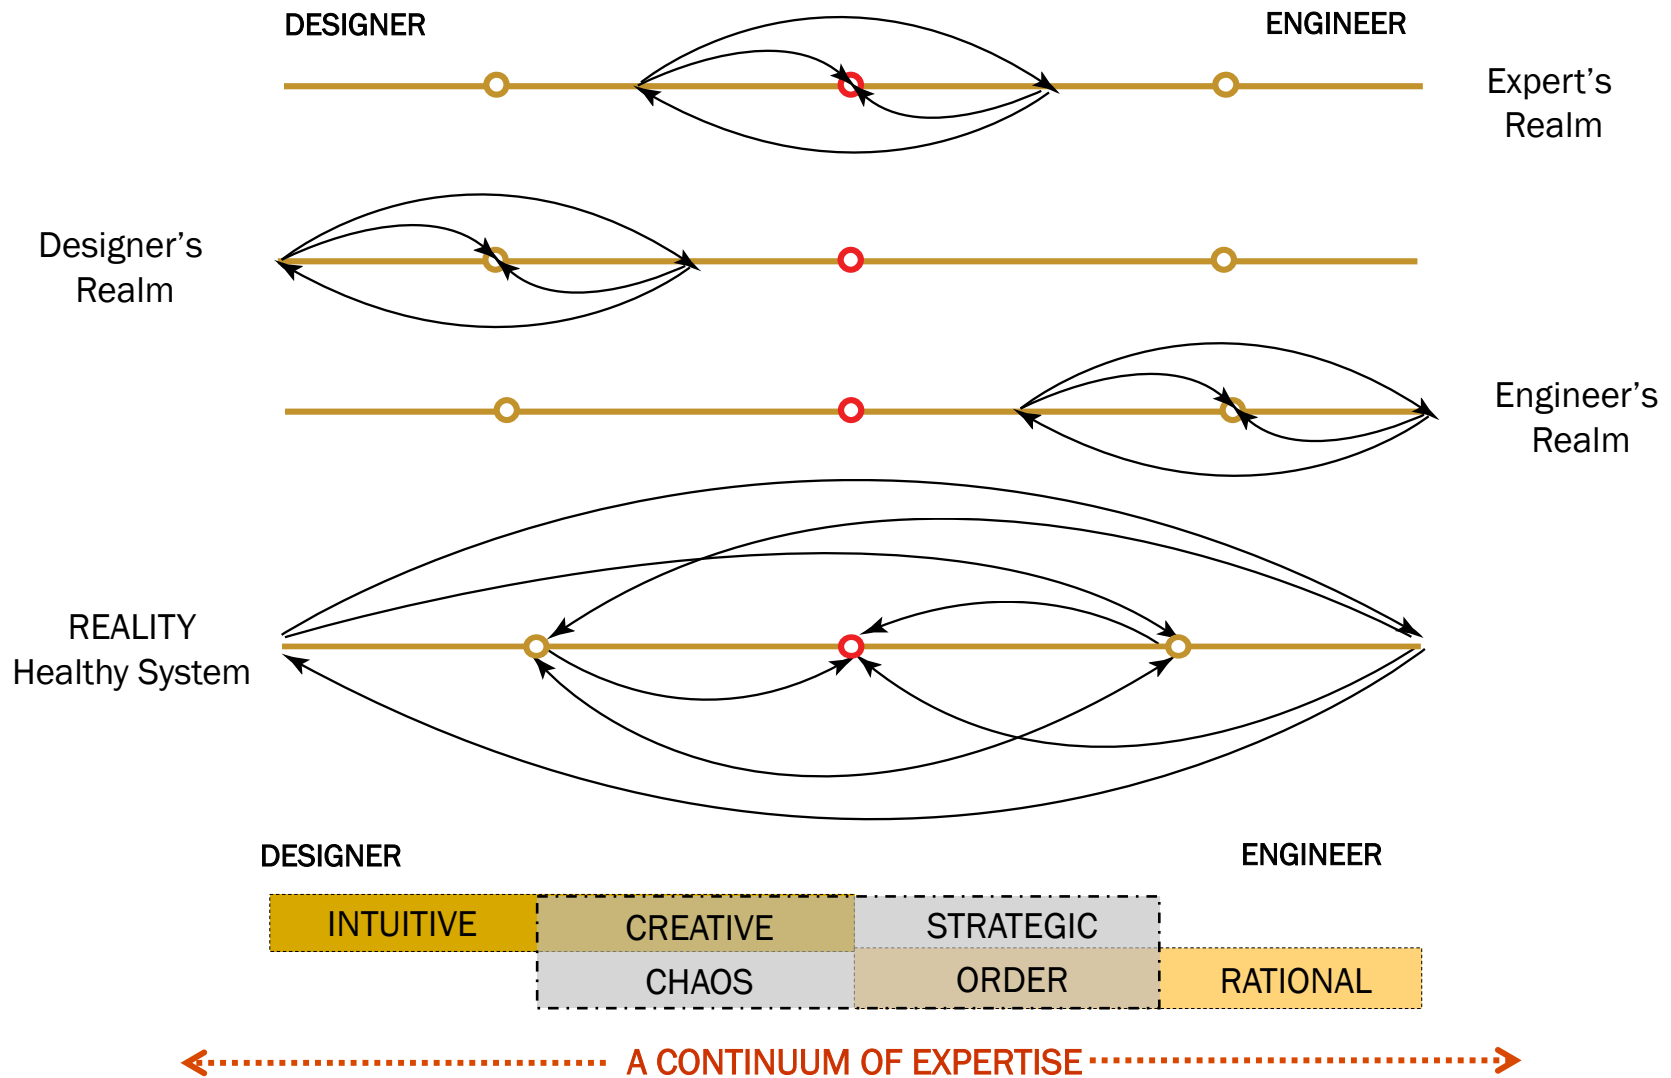 DESIGNER
ENGINEER
Expert's
Realm
Designer's
Realm
Engineer's
Realm
REALITY
Healthy System
DESIGNER
ENGINEER
INTUITIVE
CREATIVE
STRATEGIC
CHAOS
ORDER
RATIONAL
A CONTINUUM OF EXPERTISE